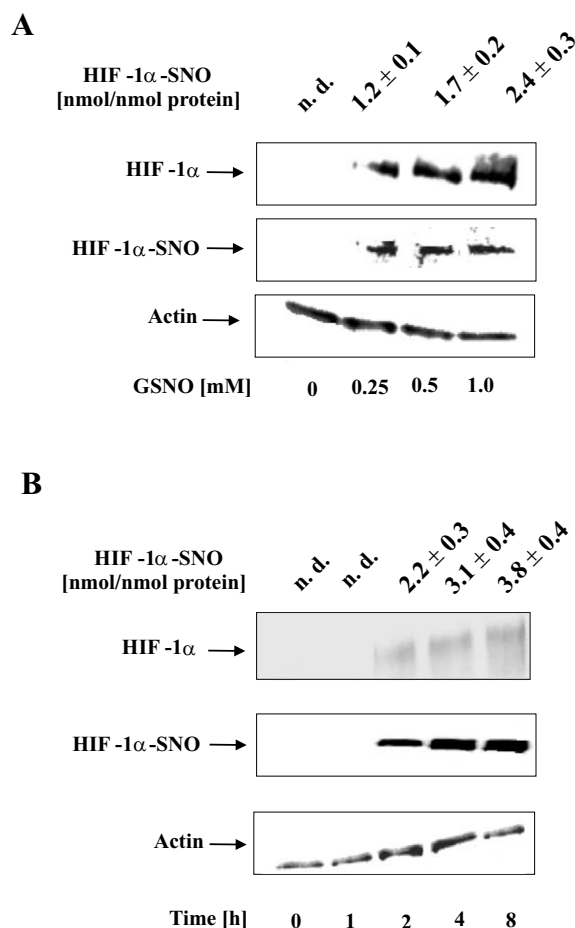 A
HIF -1α -SNO
[nmol/nmol protein]
n. d. 1.2 ± 0.1 1.7 ± 0.2 2.4 ± 0.3
HIF -1α
HIF -1α-SNO
Actin
GSNO [mM] 0 0.25 0.5 1.0
B
HIF -1α -SNO
[nmol/nmol protein]
n. d. n. d. 2.2 ± 0.3 3.1 ± 0.4 3.8 ± 0.4
HIF -1α
HIF -1α-SNO
Actin
Time [h] 0 1 2 4 8